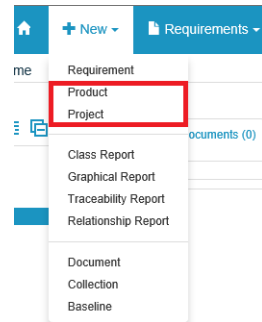 New
Requirements
me
Requirement
Product
Project
ocuments (0)
Class Report
Graphical Report
Traceability Report
Relationship Report
Document
Collection
Baseline